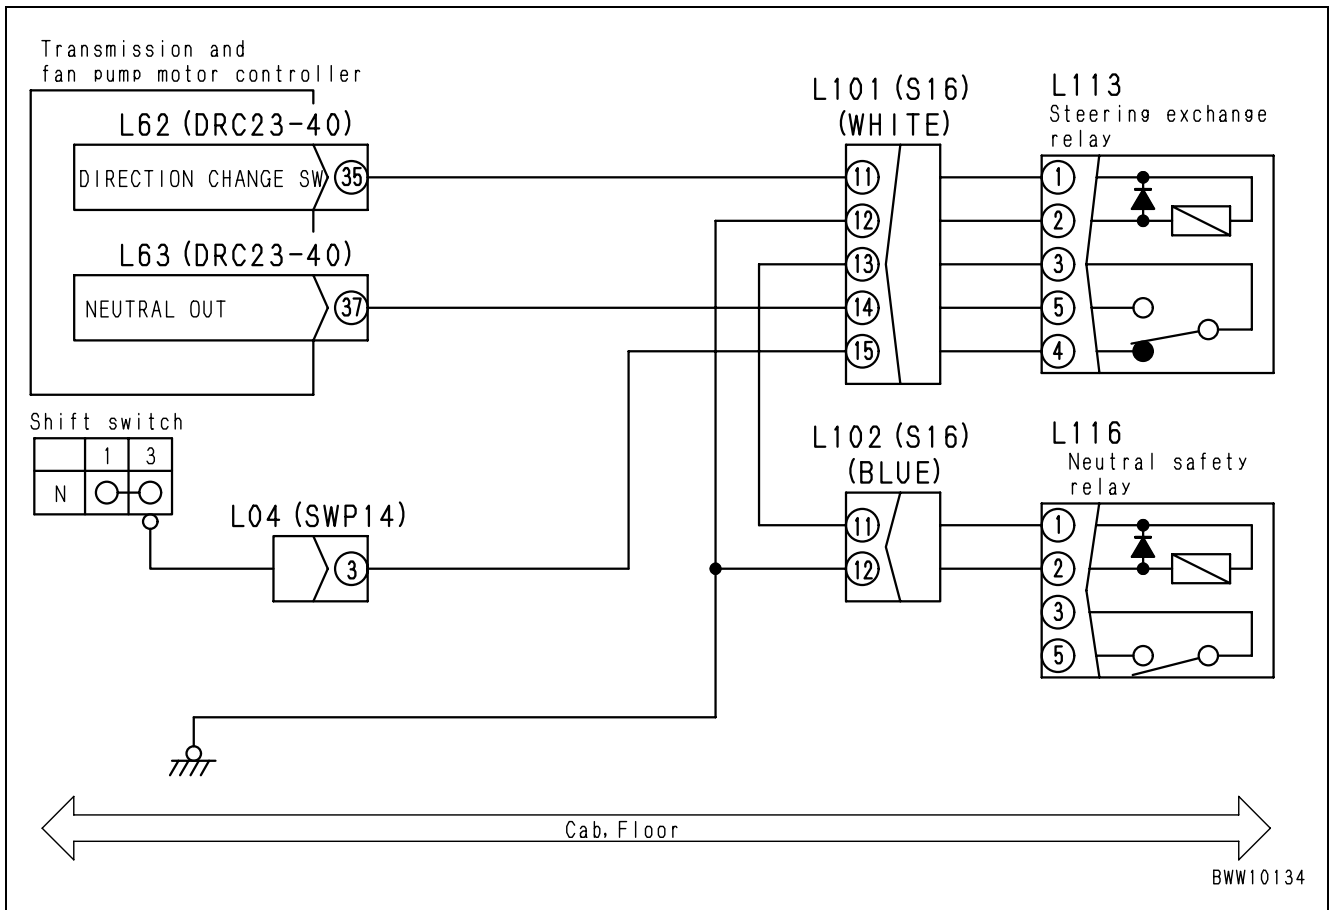 Transmission and
fan pump motor controller
L62 (DRC23-40)
DIRECTION CHANGE SW
35
L63 (DRC23-40)
NEUTRAL OUT
37
Shift switch
1 3
N
L04 (SWP14)
3
L101 (S16)
(WHITE)
11
12
13
14
15
L102 (S16)
(BLUE)
11
12
L113
Steering exchange
relay
1
2
3
5
4
L116
Neutral safety
relay
1
2
3
5
Cab, Floor
BWW10134